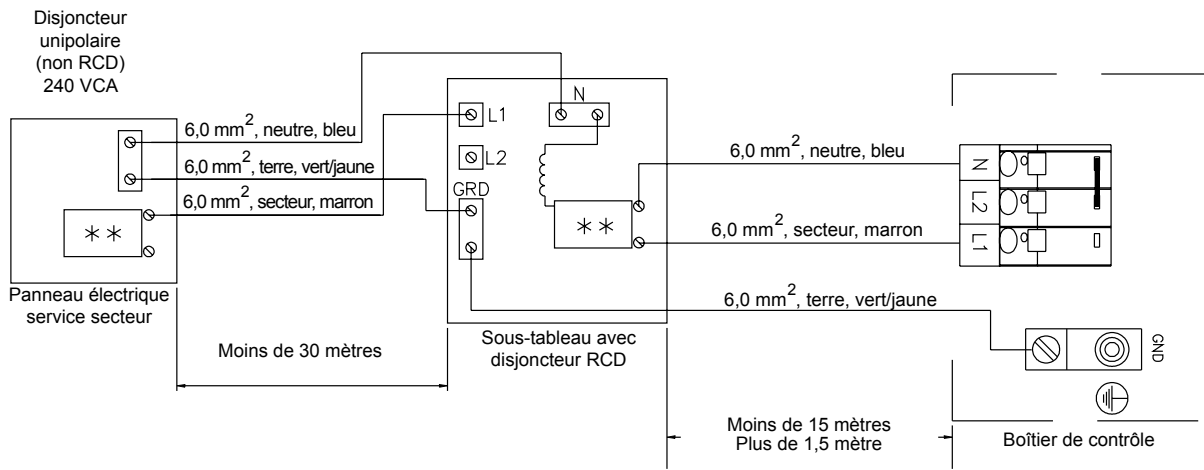 Disjoncteur
unipolaire
(non RCD)
240 VCA
6,0 mm², neutre, bleu
6,0 mm², terre, vert/jaune
6,0 mm², secteur, marron
**
Panneau électrique
service secteur
Moins de 30 mètres
L1
N
L2
GRD
**
Sous-tableau avec
disjoncteur RCD
6,0 mm², neutre, bleu
6,0 mm², secteur, marron
6,0 mm², terre, vert/jaune
Moins de 15 mètres
Plus de 1,5 mètre
N
L2
L1
GND
Boîtier de contrôle